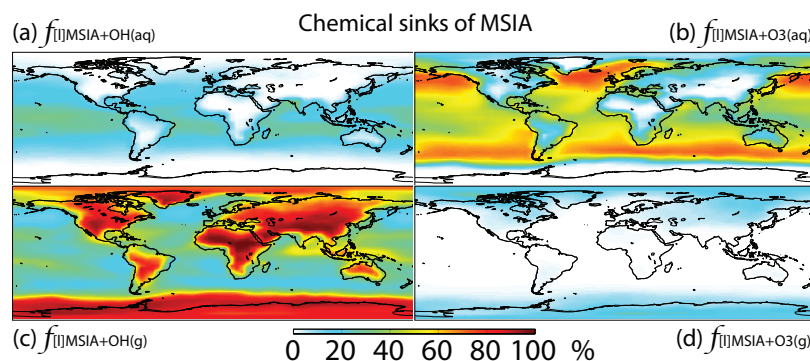 Chemical sinks of MSIA
(a) f[l]MSIA+OH(aq)
(b) f[l]MSIA+O3(aq)
(c) f[l]MSIA+OH(g)
0 20 40 60 80 100 %
(d) f[l]MSIA+O3(g)